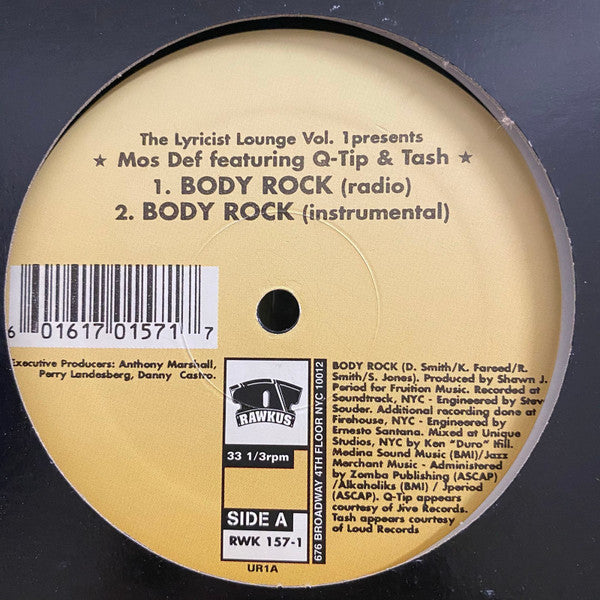 The Lyricist Lounge Vol. 1presents
★ Mos Def featuring Q-Tip & Tash ★
1. BODY ROCK (radio)
2. BODY ROCK (instrumental)
6 01617 01571 7
Executive Producers: Anthony Marshall,
Perry Landesberg, Danny Castro.
RAWKUS
33 1/3rpm
SIDE A
RWK 157-1
UR1A
676 BROADWAY 4TH FLOOR NYC 10012
BODY ROCK (D. Smith/K. Fareed/R.
Smith/S. Jones). Produced by Shawn J.
Period for Fruition Music. Recorded at
Soundtrack, NYC - Engineered by Stev
Souder. Additional recording done at
Firehouse, NYC - Engineered by
Ernesto Santana. Mixed at Unique
Studios, NYC by Ken "Duro" Ifill.
Medina Sound Music (BMI)/Jazz
Merchant Music - Administered
by Zomba Publishing (ASCAP)
/Alkaholiks (BMI) / Jperiod
(ASCAP). Q-Tip appears
courtesy of Jive Records.
Tash appears courtesy
of Loud Records